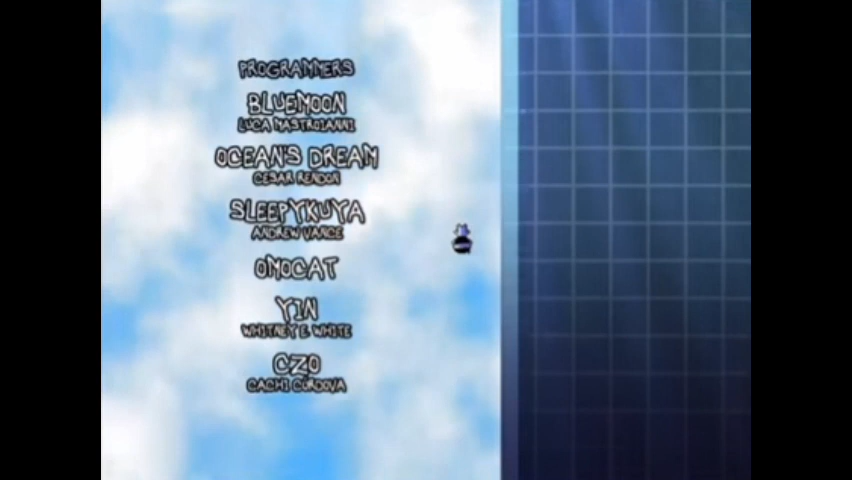 PROGRAMMERS
BLUEMOON
LUCA MASTROIANNI
OCEAN'S DREAM
CESAR RENDON
SLEEPYKUYA
ANDREW VANCE
OMOCAT
YIN
WHITNEY E. WHITE
CZO
CACHI CORDOVA